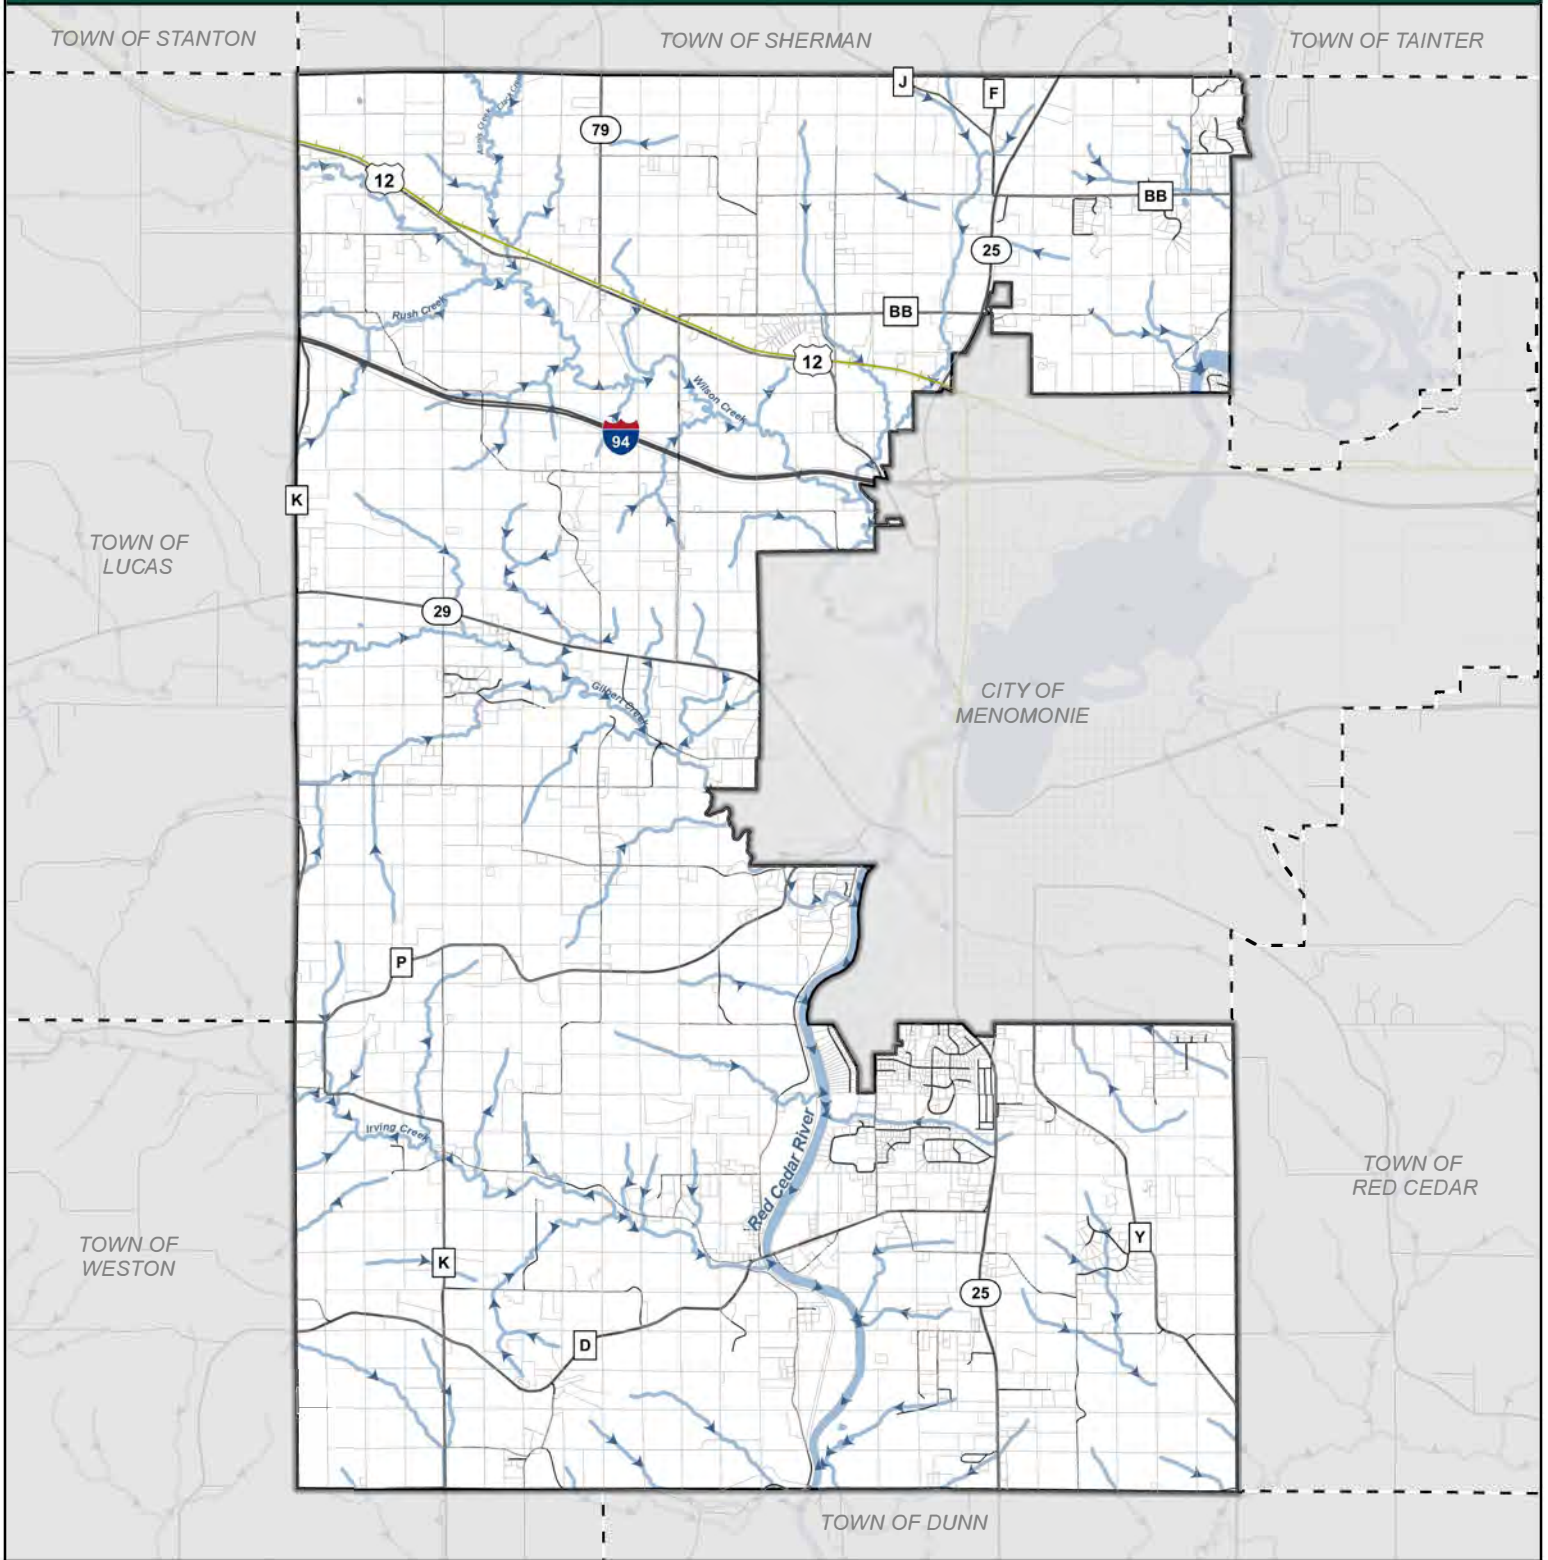 TOWN OF STANTON
TOWN OF SHERMAN
TOWN OF TAINTER
J
F
79
12
BB
25
Rush Creek
BB
12
Wilson Creek
94
K
TOWN OF
LUCAS
29
Gilbert Creek
CITY OF
MENOMONIE
P
Irving Creek
Red Cedar River
TOWN OF
RED CEDAR
TOWN OF
WESTON
K
Y
25
D
TOWN OF DUNN